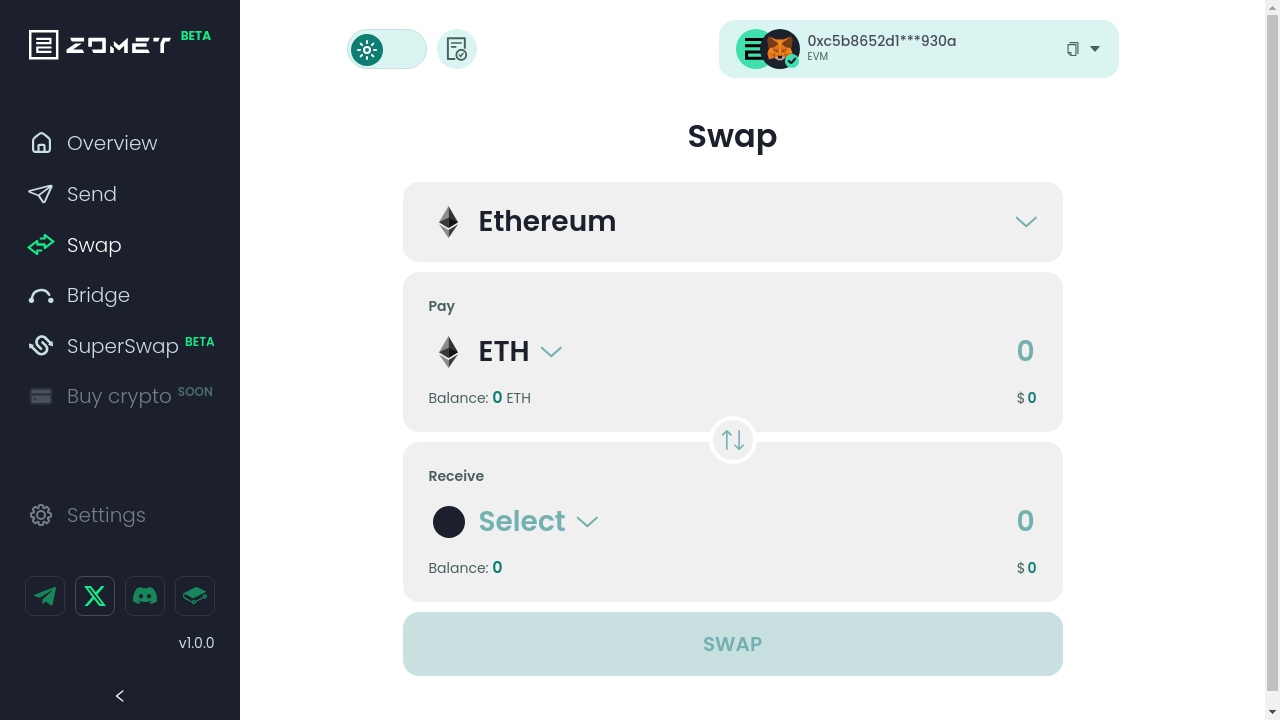 ZOMET BETA
Overview
Send
Swap
Bridge
SuperSwap BETA
Buy crypto SOON
Settings
v1.0.0
0xc5b8652d1***930a
EVM
Swap
Ethereum
Pay
ETH 0
Balance: 0 ETH $ 0
Receive
Select 0
Balance: 0 $ 0
SWAP